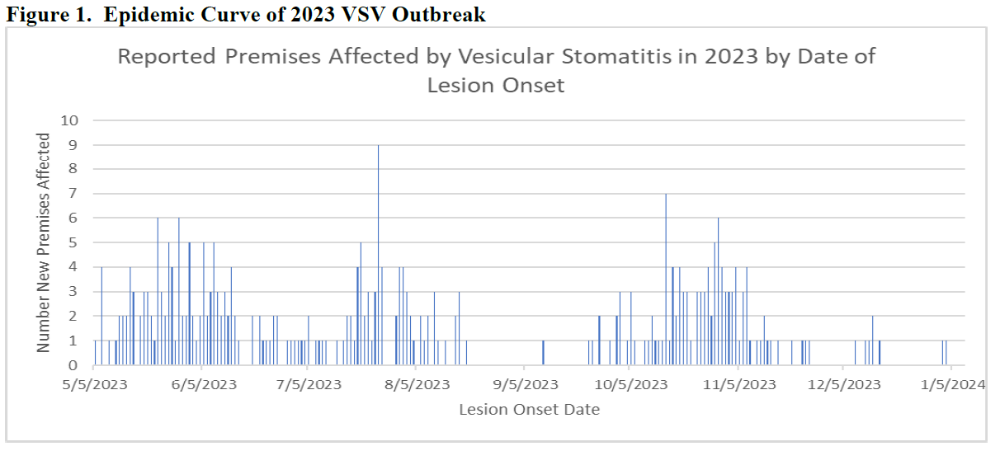 Figure 1.  Epidemic Curve of 2023 VSV Outbreak
Reported Premises Affected by Vesicular Stomatitis in 2023 by Date of
Lesion Onset
Number New Premises Affected
10
9
8
7
6
5
4
3
2
1
0
5/5/2023 6/5/2023 7/5/2023 8/5/2023 9/5/2023 10/5/2023 11/5/2023 12/5/2023 1/5/2024
Lesion Onset Date